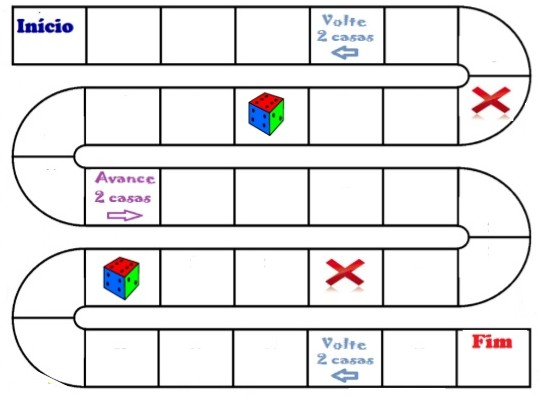 Início
Volte
2 casas
Avance
2 casas
Volte
2 casas
Fim